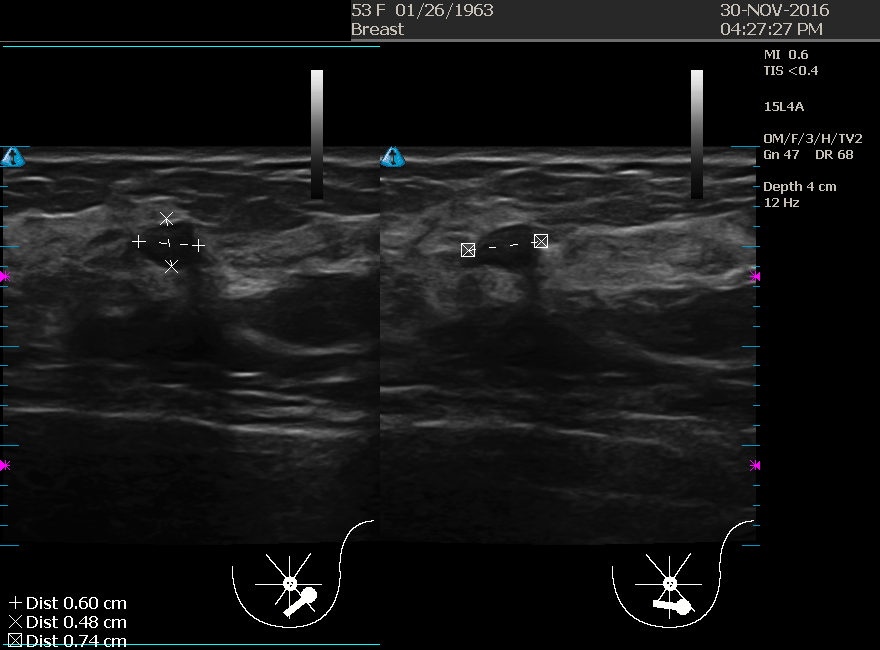 53 F 01/26/1963
30-NOV-2016
Breast
04:27:27 PM
MI 0.6
TIS <0.4
15L4A
OM/F/3/H/TV2
Gn 47 DR 68
Depth 4 cm
12 Hz
Dist 0.60 cm
Dist 0.48 cm
Dist 0.74 cm